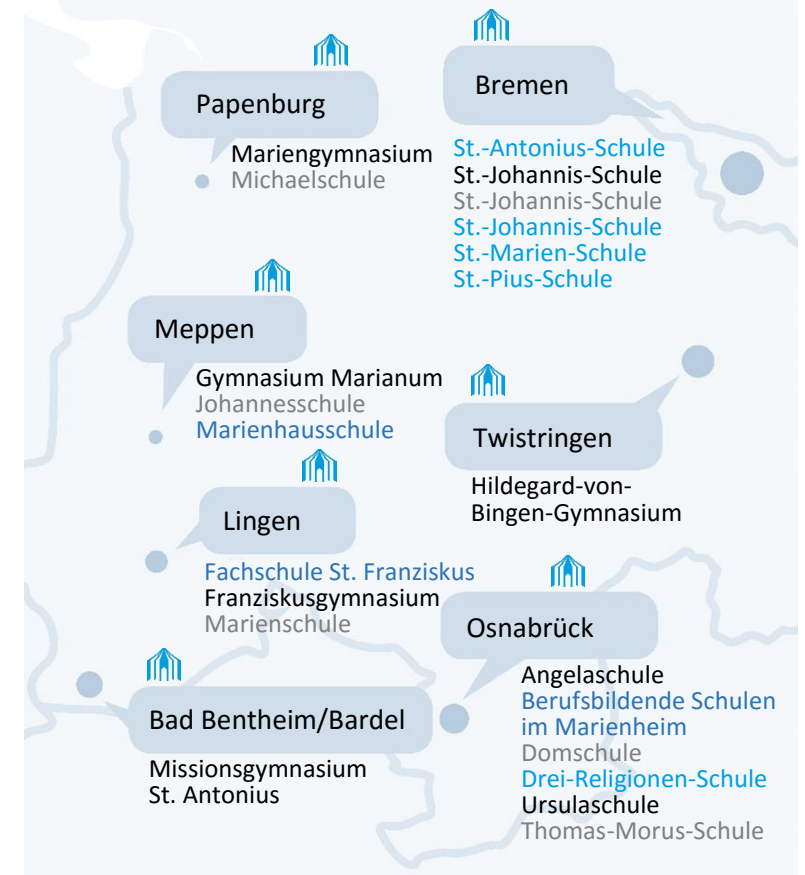 Papenburg
Mariengymnasium
Michaelschule
Bremen
St.-Antonius-Schule
St.-Johannis-Schule
St.-Johannis-Schule
St.-Johannis-Schule
St.-Marien-Schule
St.-Pius-Schule
Meppen
Gymnasium Marianum
Johannesschule
Marienhausschule
Twistringen
Hildegard-von-
Bingen-Gymnasium
Lingen
Fachschule St. Franziskus
Franziskusgymnasium
Marienschule
Osnabrück
Angelaschule
Berufsbildende Schulen
im Marienheim
Domschule
Drei-Religionen-Schule
Ursulaschule
Thomas-Morus-Schule
Bad Bentheim/Bardel
Missionsgymnasium
St. Antonius